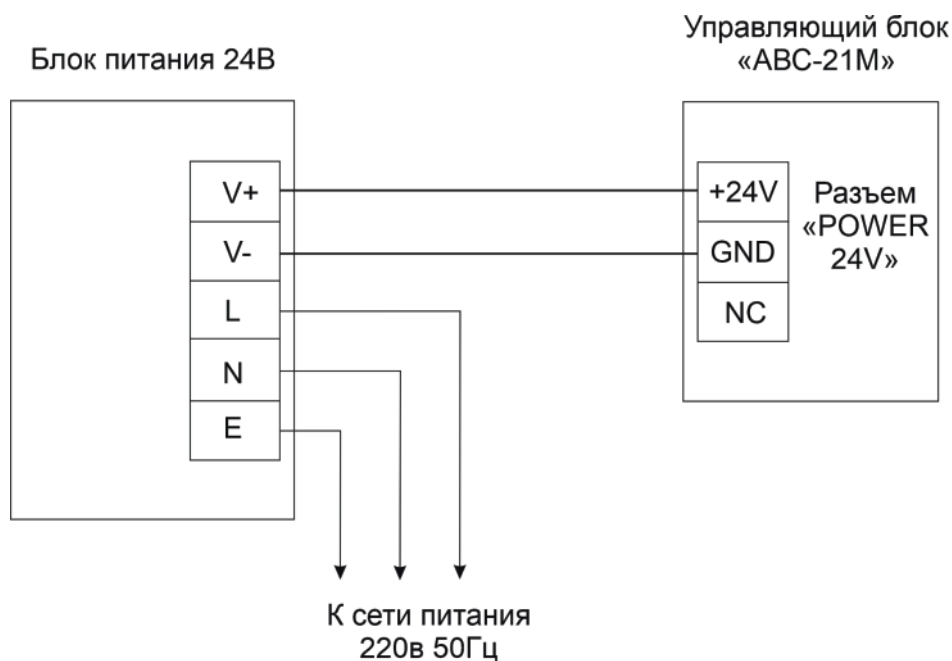 Управляющий блок
«АВС-21М»
Блок питания 24В
V+
V-
L
N
E
+24V
GND
NC
Разъем
«POWER
24V»
К сети питания
220в 50Гц